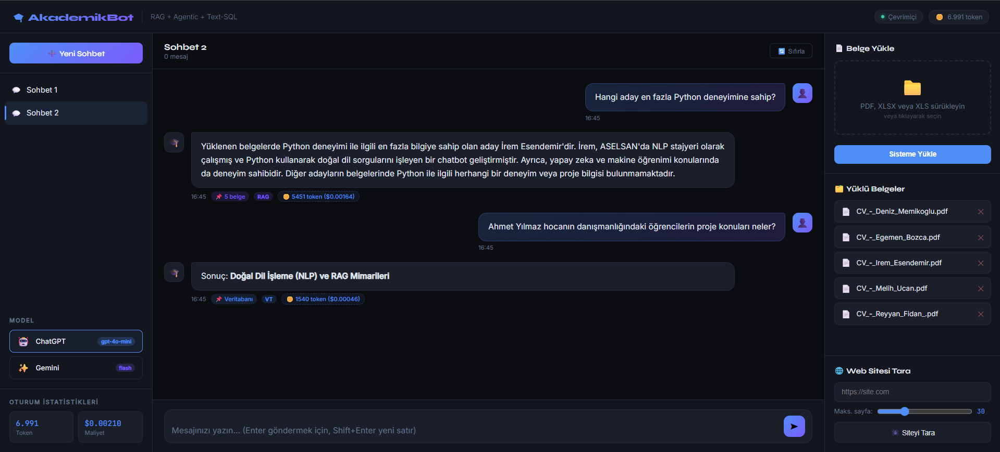 AkademikBot
RAG + Agentic + Text-SQL
Çevrimiçi
6.991 token
Yeni Sohbet
Sohbet 1
Sohbet 2
MODEL
ChatGPT
gpt-4o-mini
Gemini
flash
OTURUM İSTATİSTİKLERİ
6.991
Token
$0.00210
Maliyet
Sohbet 2
0 mesaj
Sıfırla
Hangi aday en fazla Python deneyimine sahip?
16:45
Yüklenen belgelerde Python deneyimi ile ilgili en fazla bilgiye sahip olan aday İrem Esendemir'dir. İrem, ASELSAN'da NLP stajyeri olarak
çalışmış ve Python kullanarak doğal dil sorgularını işleyen bir chatbot geliştirmiştir. Ayrıca, yapay zeka ve makine öğrenimi konularında
da deneyim sahibidir. Diğer adayların belgelerinde Python ile ilgili herhangi bir deneyim veya proje bilgisi bulunmamaktadır.
16:45
5 belge
RAG
5451 token ($0.00164)
Ahmet Yılmaz hocanın danışmanlığındaki öğrencilerin proje konuları neler?
16:45
Sonuç: Doğal Dil İşleme (NLP) ve RAG Mimarileri
16:45
Veritabanı
VT
1540 token ($0.00046)
Mesajınızı yazın... (Enter göndermek için, Shift+Enter yeni satır)
Belge Yükle
PDF, XLSX veya XLS sürükleyin
veya tıklayarak seçin
Sisteme Yükle
Yüklü Belgeler
CV_-_Deniz_Memikoglu.pdf
CV_-_Egemen_Bozca.pdf
CV_-_Irem_Esendemir.pdf
CV_-_Melih_Ucan.pdf
CV_-_Reyyan_Fidan_.pdf
Web Sitesi Tara
https://site.com
Maks. sayfa:
30
Siteyi Tara